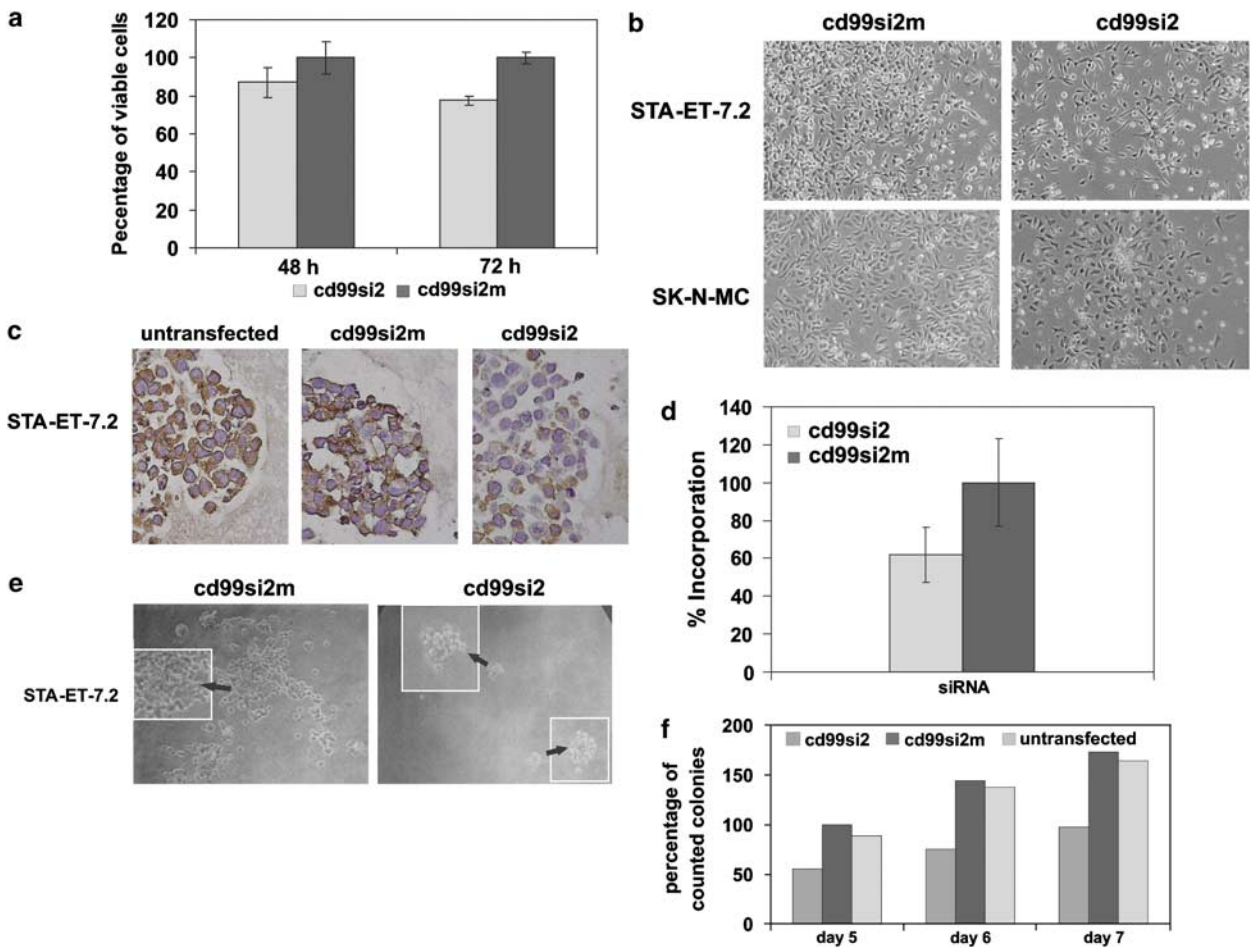 a
120
100
80
60
40
20
0
Pecentage of viable cells
48 h
72 h
cd99si2
cd99si2m
b
cd99si2m
cd99si2
STA-ET-7.2
SK-N-MC
c
untransfected
cd99si2m
cd99si2
STA-ET-7.2
d
140
120
100
80
60
40
20
0
% Incorporation
cd99si2
cd99si2m
siRNA
e
cd99si2m
cd99si2
STA-ET-7.2
f
200
150
100
50
0
percentage of
counted colonies
cd99si2
cd99si2m
untransfected
day 5
day 6
day 7